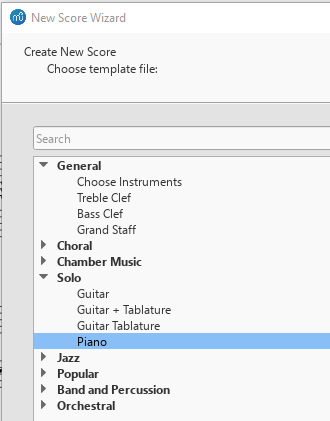 New Score Wizard
Create New Score
Choose template file:
Search
General
Choose Instruments
Treble Clef
Bass Clef
Grand Staff
Choral
Chamber Music
Solo
Guitar
Guitar + Tablature
Guitar Tablature
Piano
Jazz
Popular
Band and Percussion
Orchestral